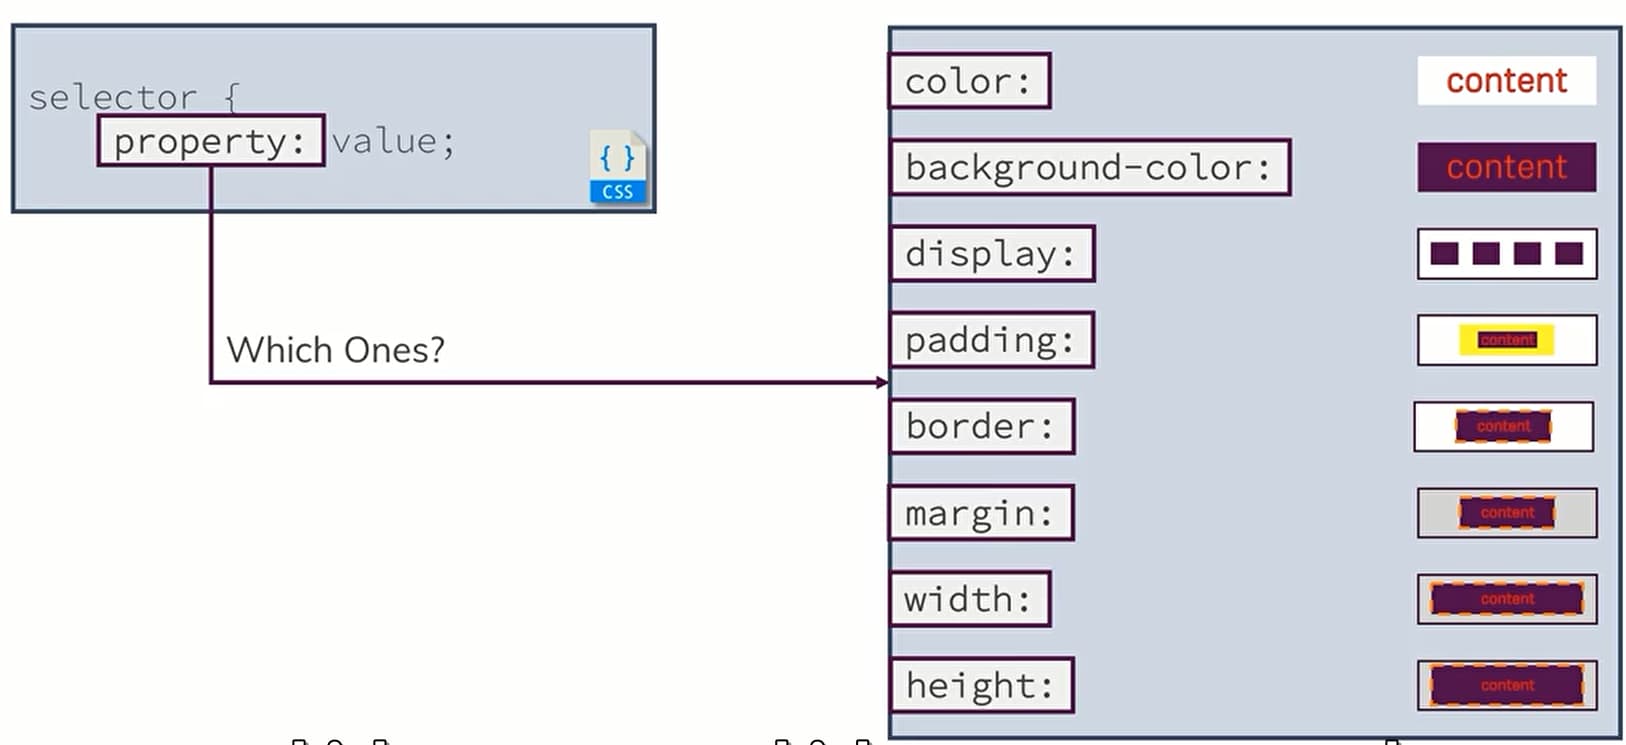 selector {
property: value;
{ }
CSS
Which Ones?
color:
content
background-color:
content
display:
padding:
content
border:
content
margin:
content
width:
content
height:
content